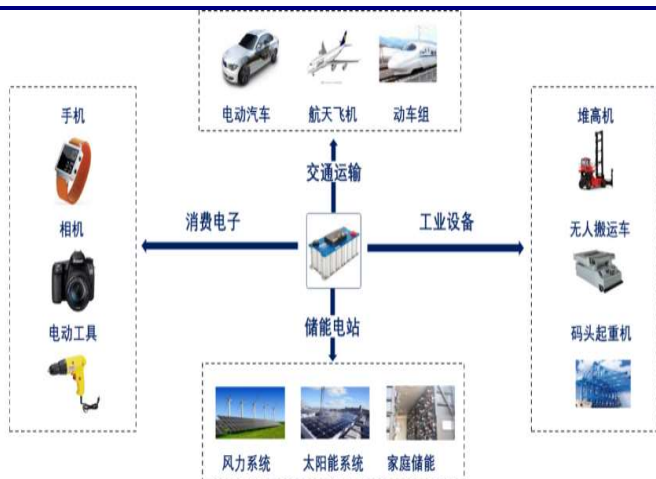 电动汽车 航天飞机 动车组
交通运输
手机
相机
电动工具
消费电子
工业设备
堆高机
无人搬运车
码头起重机
储能电站
风力系统 太阳能系统 家庭储能